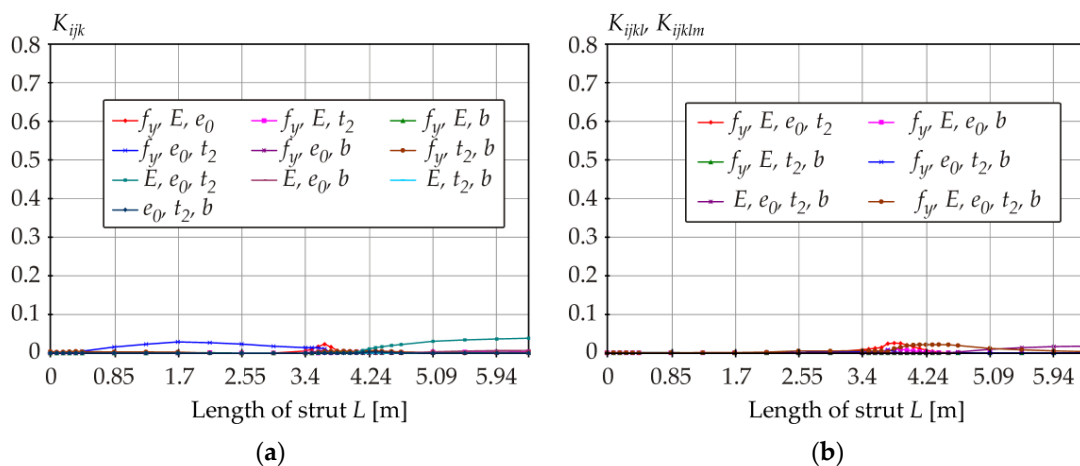 K_ijk
0.8
0.7
0.6
0.5
0.4
0.3
0.2
0.1
0
f_y, E, e_0 f_y, E, t_2 f_y, E, b
f_y, e_0, t_2 f_y, e_0, b f_y, t_2, b
E, e_0, t_2 E, e_0, b E, t_2, b
e_0, t_2, b
0 0.85 1.7 2.55 3.4 4.24 5.09 5.94
Length of strut L [m]
(a)
K_ijkl, K_ijklm
0.8
0.7
0.6
0.5
0.4
0.3
0.2
0.1
0
f_y, E, e_0, t_2 f_y, E, e_0, b
f_y, E, t_2, b f_y, e_0, t_2, b
E, e_0, t_2, b f_y, E, e_0, t_2, b
0 0.85 1.7 2.55 3.4 4.24 5.09 5.94
Length of strut L [m]
(b)